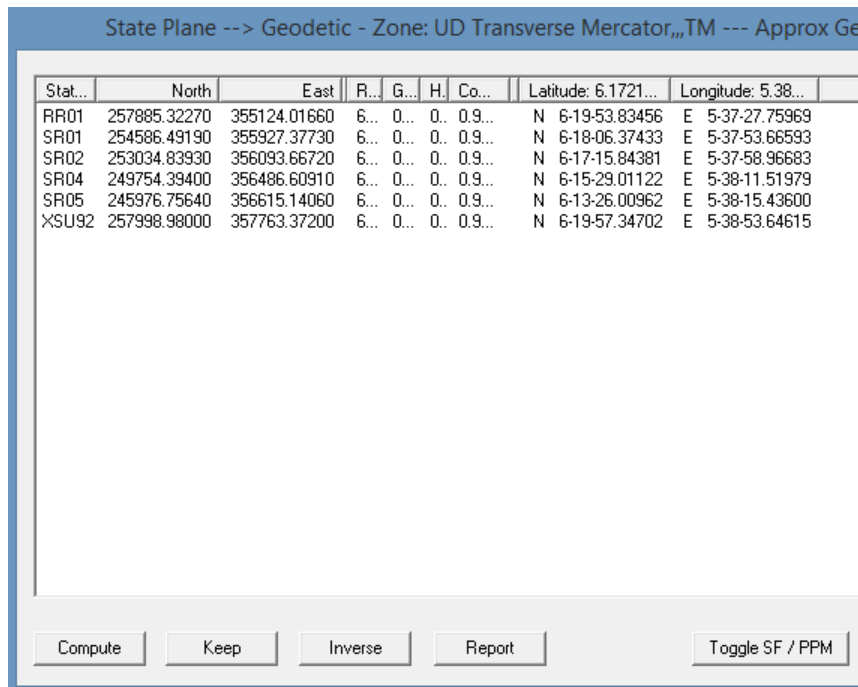 State Plane --> Geodetic - Zone: UD Transverse Mercator,,,TM --- Approx Ge
Stat... North East R... G... H. Co... Latitude: 6.1721... Longitude: 5.38...
RR01 257885.32270 355124.01660 6... 0... 0.. 0.9... N 6-19-53.83456 E 5-37-27.75969
SR01 254586.49190 355927.37730 6... 0... 0.. 0.9... N 6-18-06.37433 E 5-37-53.66593
SR02 253034.83930 356093.66720 6... 0... 0.. 0.9... N 6-17-15.84381 E 5-37-58.96683
SR04 249754.39400 356486.60910 6... 0... 0.. 0.9... N 6-15-29.01122 E 5-38-11.51979
SR05 245976.75640 356615.14060 6... 0... 0.. 0.9... N 6-13-26.00962 E 5-38-15.43600
XSU92 257998.98000 357763.37200 6... 0... 0.. 0.9... N 6-19-57.34702 E 5-38-53.64615
Compute Keep Inverse Report Toggle SF / PPM